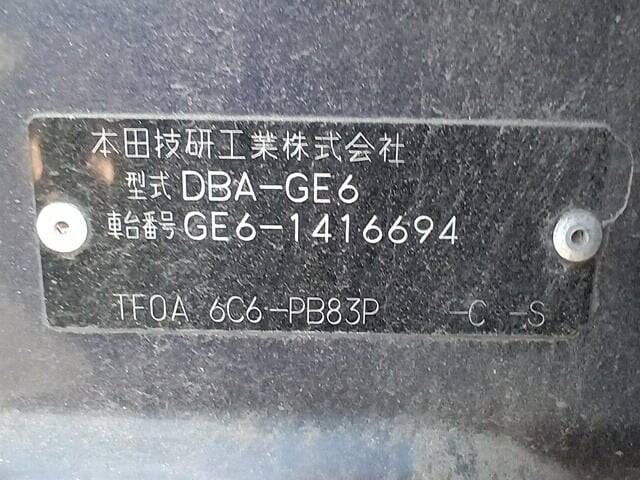 本田技研工業株式会社
型式 DBA-GE6
車台番号 GE6-1416694
TF0A 6C6-PB83P -C -S